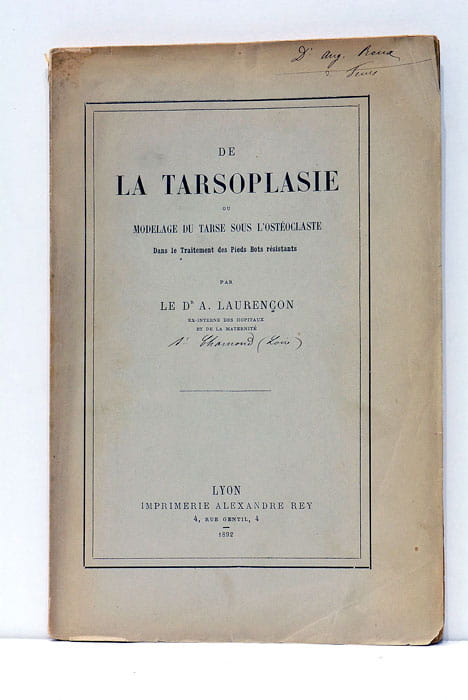 Dr Aug.
à
DE
LA TARSOPLASIE
OU
MODELAGE DU TARSE SOUS L'OSTÉOCLASTE
Dans le Traitement des Pieds Bots résistants
PAR
LE Dr A. LAURENÇON
EX-INTERNE DES HOPITAUX
ET DE LA MATERNITÉ
St Chamond (Loire)
LYON
IMPRIMERIE ALEXANDRE REY
4, RUE GENTIL, 4
1892